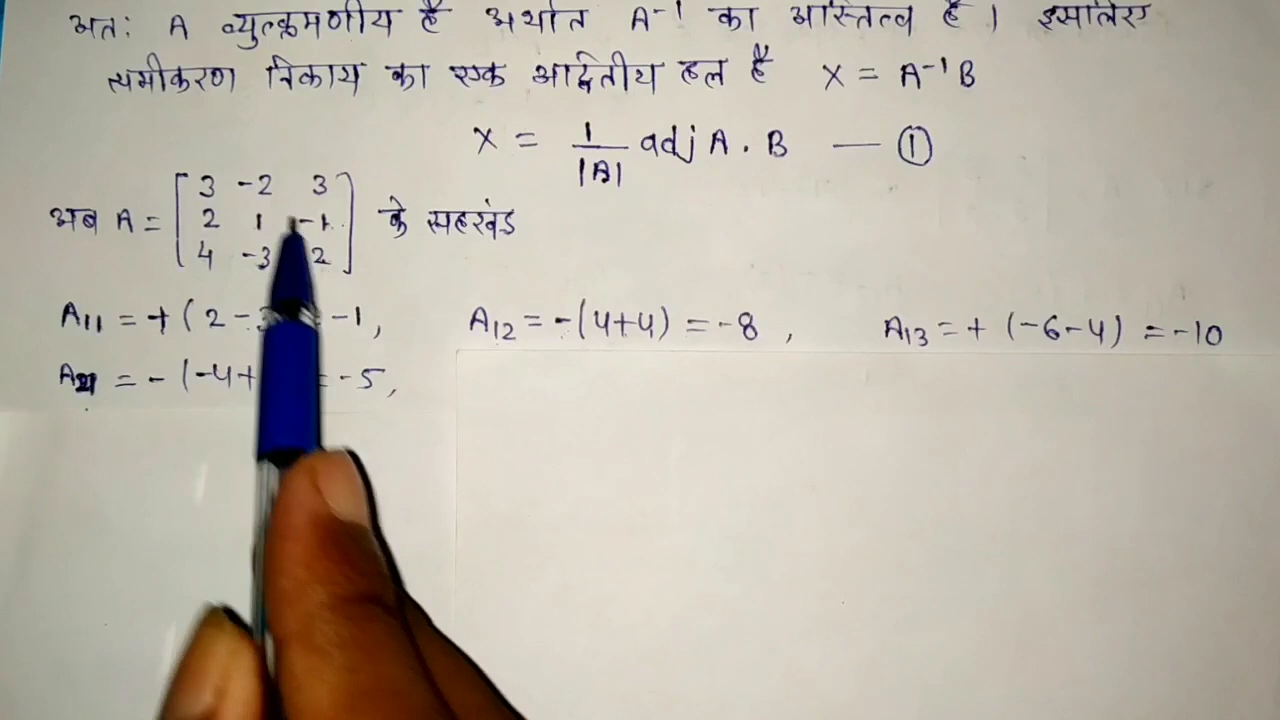 अतः A व्युत्क्रमणीय है अर्थात A⁻¹ का अस्तित्व है। इसलिए
समीकरण निकाय का एक अद्वितीय हल है X = A⁻¹B
X = 1/|A| adj A . B — ①
अब A = [3 -2 3; 2 1 -1; 4 -3 2] के सहखंड
A₁₁ = +(2-3 -1, A₁₂ = -(4+4) = -8, A₁₃ = +(-6-4) = -10
A₂₁ = -(-4+ = -5,